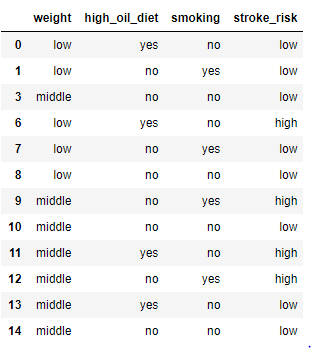 weight high_oil_diet smoking stroke_risk
0 low yes no low
1 low no yes low
3 middle no no low
6 low yes no high
7 low no yes low
8 low no no low
9 middle no yes high
10 middle no no low
11 middle yes no high
12 middle no yes high
13 middle yes no low
14 middle no no low
.